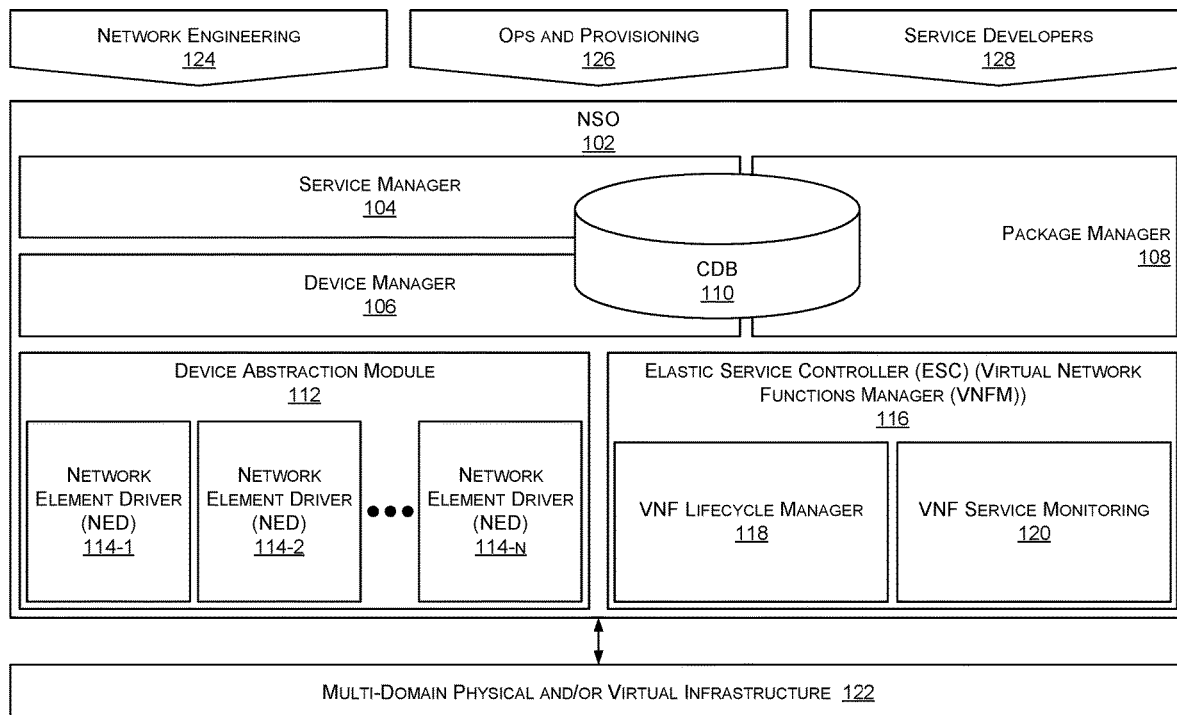 NETWORK ENGINEERING
124
OPS AND PROVISIONING
126
SERVICE DEVELOPERS
128
NSO
102
SERVICE MANAGER
104
PACKAGE MANAGER
108
CDB
110
DEVICE MANAGER
106
DEVICE ABSTRACTION MODULE
112
NETWORK
ELEMENT DRIVER
(NED)
114-1
NETWORK
ELEMENT DRIVER
(NED)
114-2
NETWORK
ELEMENT DRIVER
(NED)
114-N
ELASTIC SERVICE CONTROLLER (ESC) (VIRTUAL NETWORK
FUNCTIONS MANAGER (VNFM))
116
VNF LIFECYCLE MANAGER
118
VNF SERVICE MONITORING
120
MULTI-DOMAIN PHYSICAL AND/OR VIRTUAL INFRASTRUCTURE 122